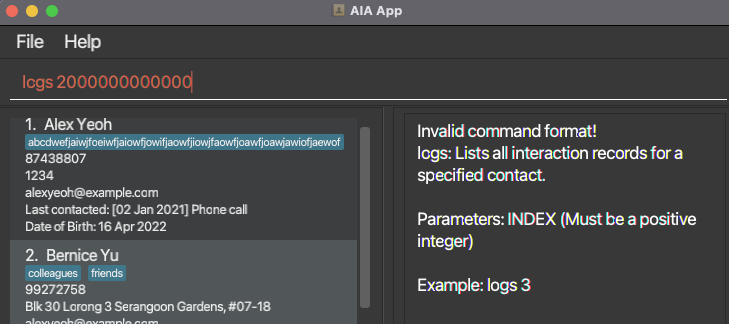 AIA App
File Help
lcgs 2000000000000
1. Alex Yeoh
abcdwefjaiwjfoeiwfjaiowfjowifjaowfjiowjfaowfjoawfjoawjawiofjaewof
87438807
1234
alexyeoh@example.com
Last contacted: [02 Jan 2021] Phone call
Date of Birth: 16 Apr 2022
2. Bernice Yu
colleagues friends
99272758
Blk 30 Lorong 3 Serangoon Gardens, #07-18
alexyeoh@example.com
Invalid command format!
lcgs: Lists all interaction records for a
specified contact.
Parameters: INDEX (Must be a positive
integer)
Example: logs 3